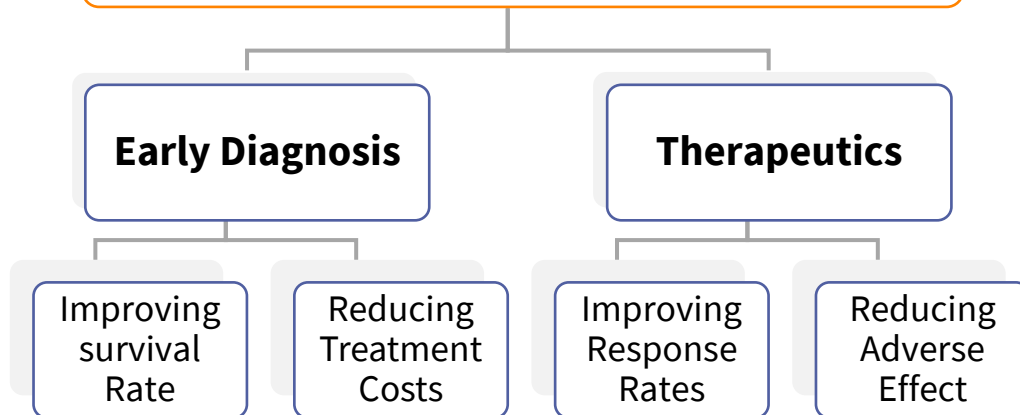 Early Diagnosis
Therapeutics
Improving
survival
Rate
Reducing
Treatment
Costs
Improving
Response
Rates
Reducing
Adverse
Effect